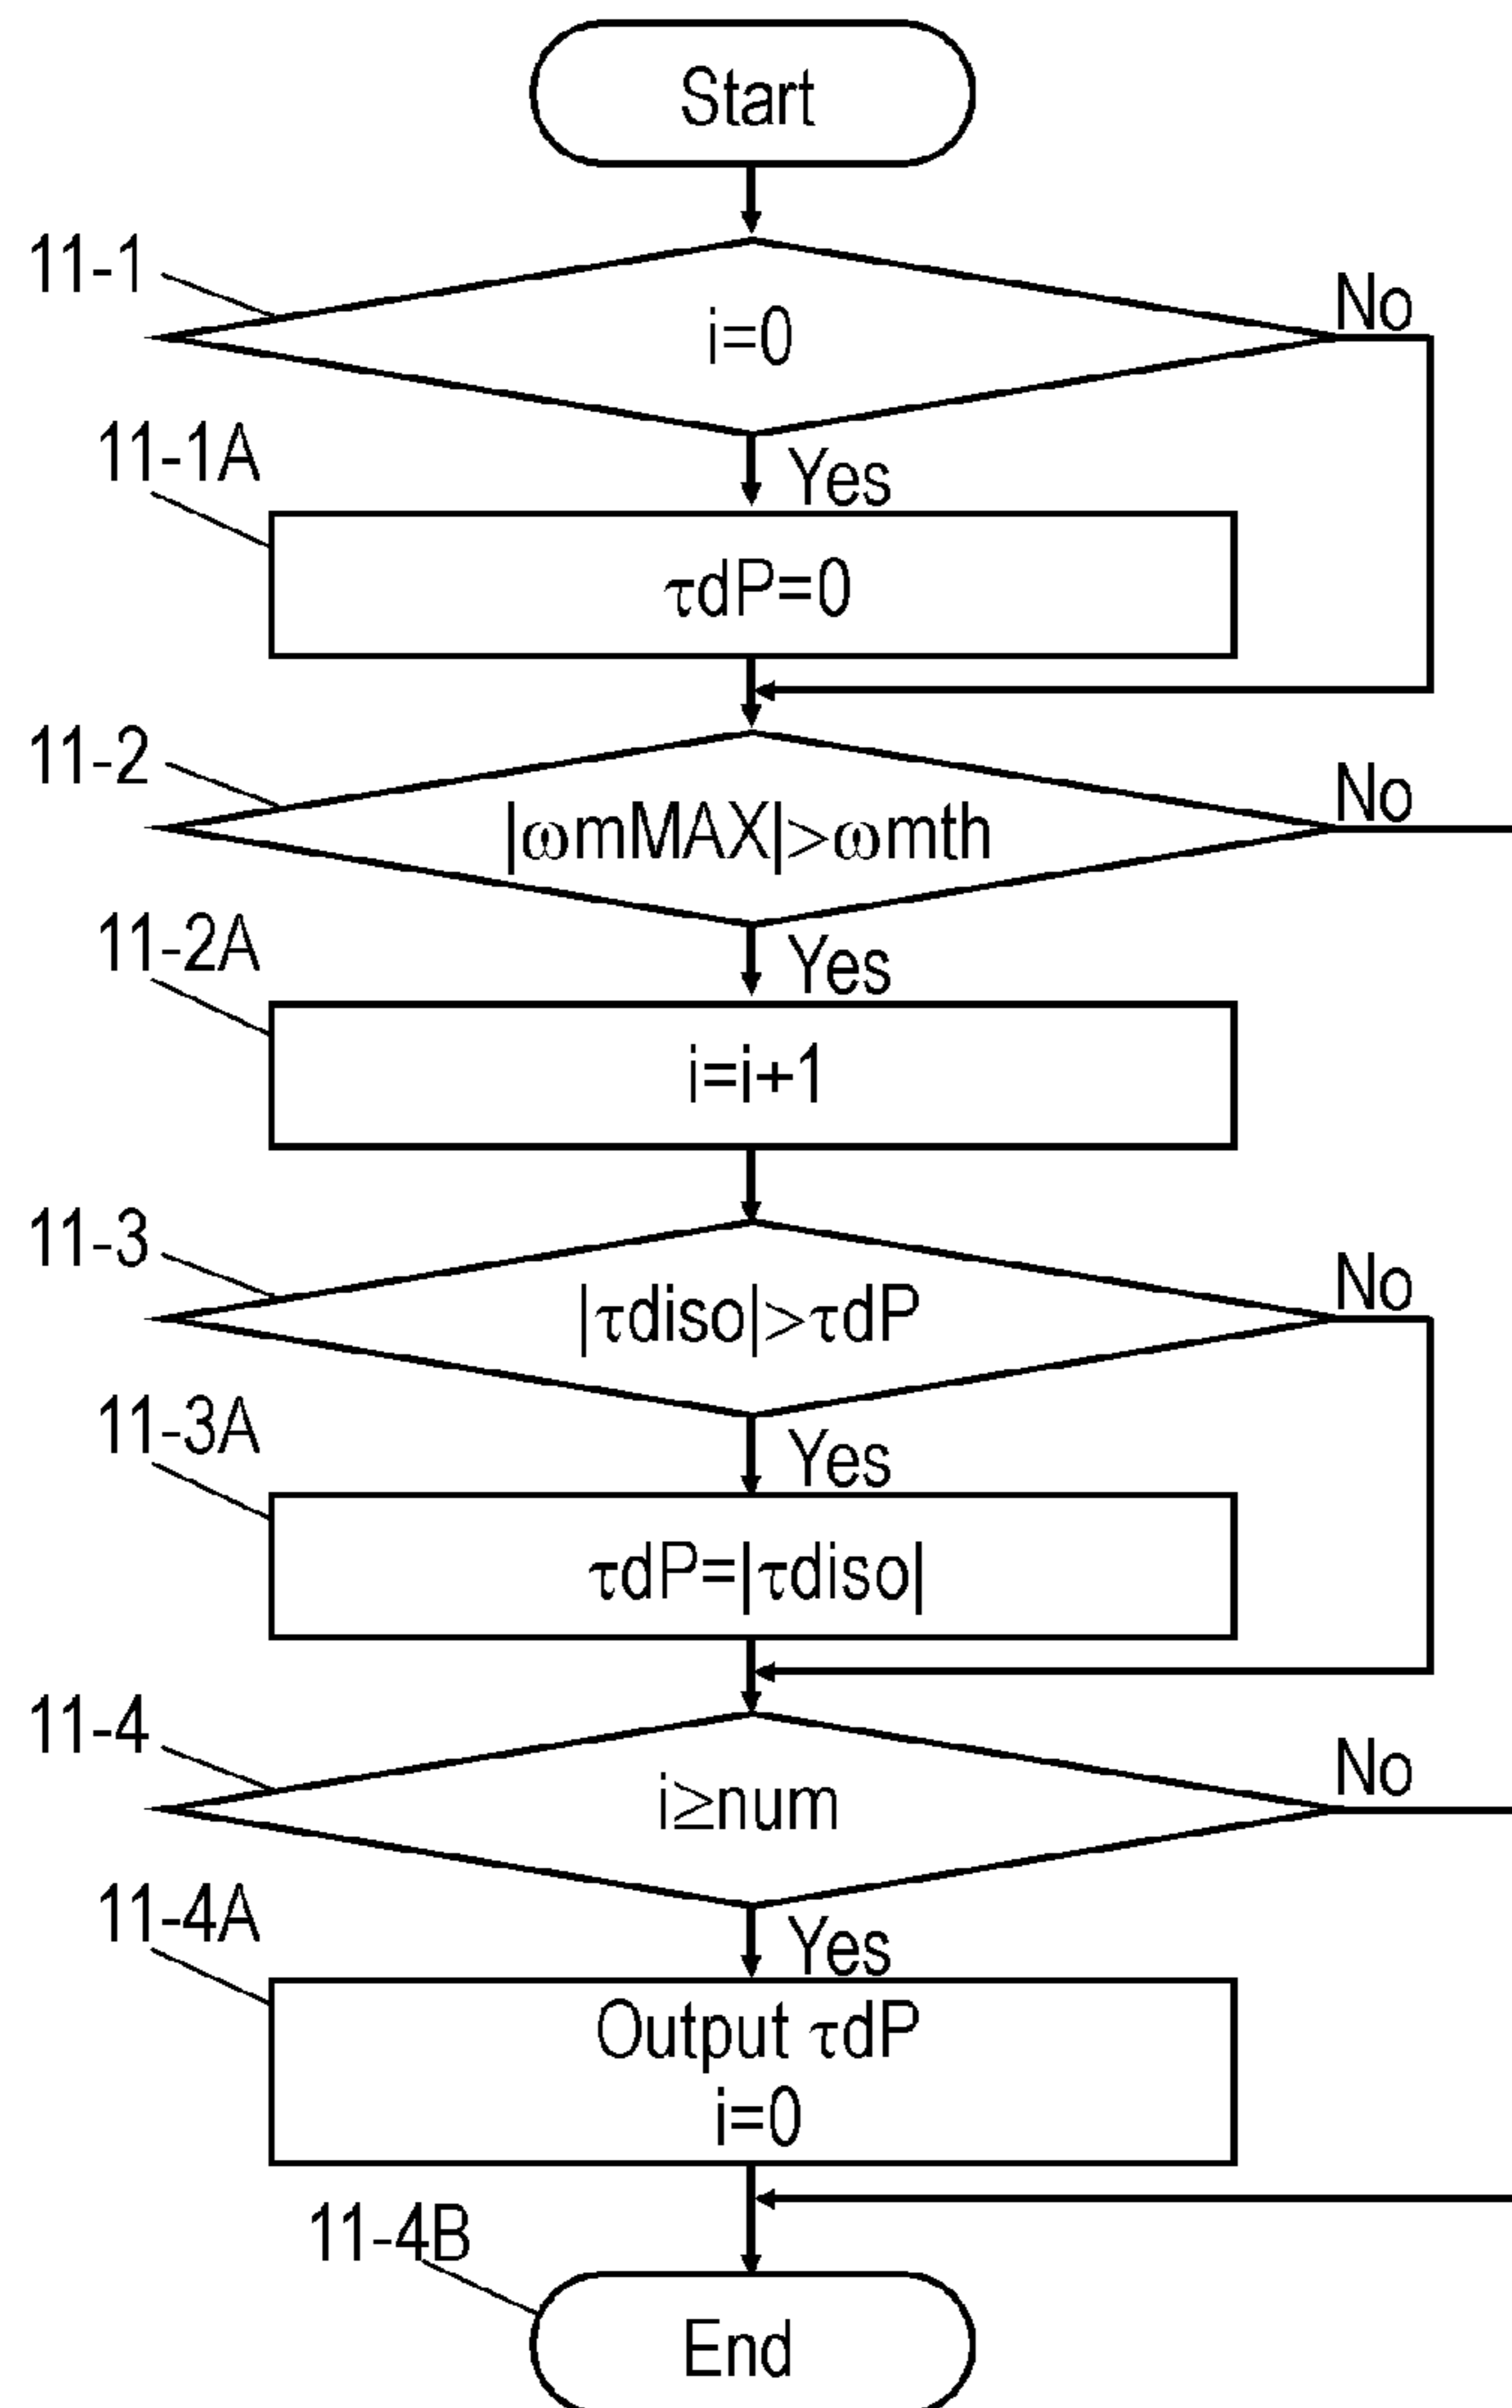 Start
11-1
i=0
No
11-1A
Yes
τdP=0
11-2
|ωmMAX|>ωmth
No
11-2A
Yes
i=i+1
11-3
|τdiso|>τdP
No
11-3A
Yes
τdP=|τdiso|
11-4
i≥num
No
11-4A
Yes
Output τdP
i=0
11-4B
End